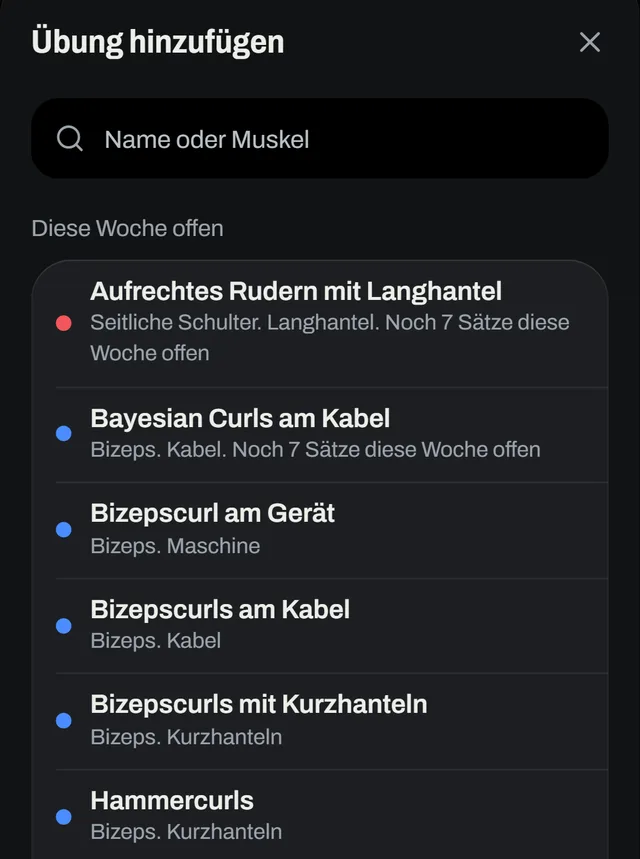 Übung hinzufügen
Name oder Muskel
Diese Woche offen
Aufrechtes Rudern mit Langhantel
Seitliche Schulter. Langhantel. Noch 7 Sätze diese
Woche offen
Bayesian Curls am Kabel
Bizeps. Kabel. Noch 7 Sätze diese Woche offen
Bizepscurl am Gerät
Bizeps. Maschine
Bizepscurls am Kabel
Bizeps. Kabel
Bizepscurls mit Kurzhanteln
Bizeps. Kurzhanteln
Hammercurls
Bizeps. Kurzhanteln